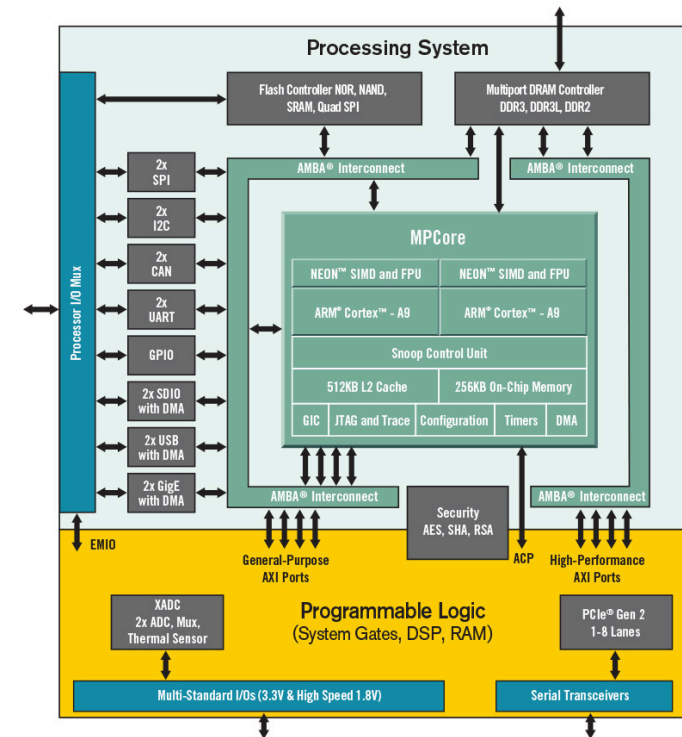 Processing System
Flash Controller NOR, NAND,
SRAM, Quad SPI
Multiport DRAM Controller
DDR3, DDR3L, DDR2
AMBA® Interconnect
AMBA® Interconnect
Processor I/O Mux
2x
SPI
2x
I2C
2x
CAN
2x
UART
GPIO
2x SDIO
with DMA
2x USB
with DMA
2x GigE
with DMA
MPCore
NEON™ SIMD and FPU
NEON™ SIMD and FPU
ARM® Cortex™ - A9
ARM® Cortex™ - A9
Snoop Control Unit
512KB L2 Cache
256KB On-Chip Memory
GIC
JTAG and Trace
Configuration
Timers
DMA
AMBA® Interconnect
AMBA® Interconnect
Security
AES, SHA, RSA
EMIO
General-Purpose
AXI Ports
ACP
High-Performance
AXI Ports
Programmable Logic
(System Gates, DSP, RAM)
XADC
2x ADC, Mux,
Thermal Sensor
PCIe® Gen 2
1-8 Lanes
Multi-Standard I/Os (3.3V & High Speed 1.8V)
Serial Transceivers